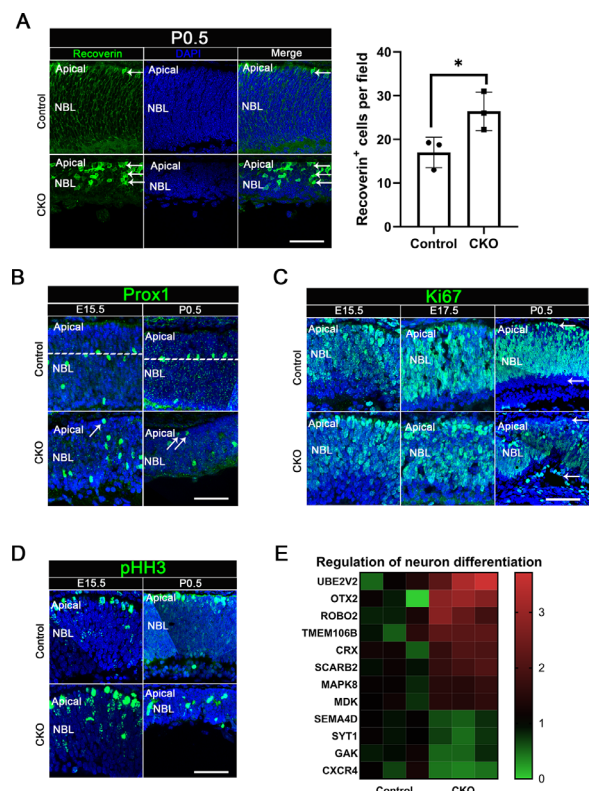 A
P0.5
Recoverin DAPI Merge
Control
Apical
NBL
Apical
NBL
Apical
NBL
CKO
Apical
NBL
Apical
NBL
Apical
NBL
Recoverin+ cells per field
40
30
20
10
0
*
Control CKO
B
Prox1
E15.5 P0.5
Control
Apical
NBL
Apical
NBL
CKO
Apical
NBL
Apical
NBL
C
Ki67
E15.5 E17.5 P0.5
Control
Apical
NBL
Apical
NBL
Apical
NBL
CKO
Apical
NBL
Apical
NBL
Apical
NBL
D
pHH3
E15.5 P0.5
Control
Apical
NBL
Apical
NBL
CKO
Apical
NBL
Apical
NBL
E
Regulation of neuron differentiation
UBE2V2
OTX2
ROBO2
TMEM106B
CRX
SCARB2
MAPK8
MDK
SEMA4D
SYT1
GAK
CXCR4
Control CKO
3
2
1
0